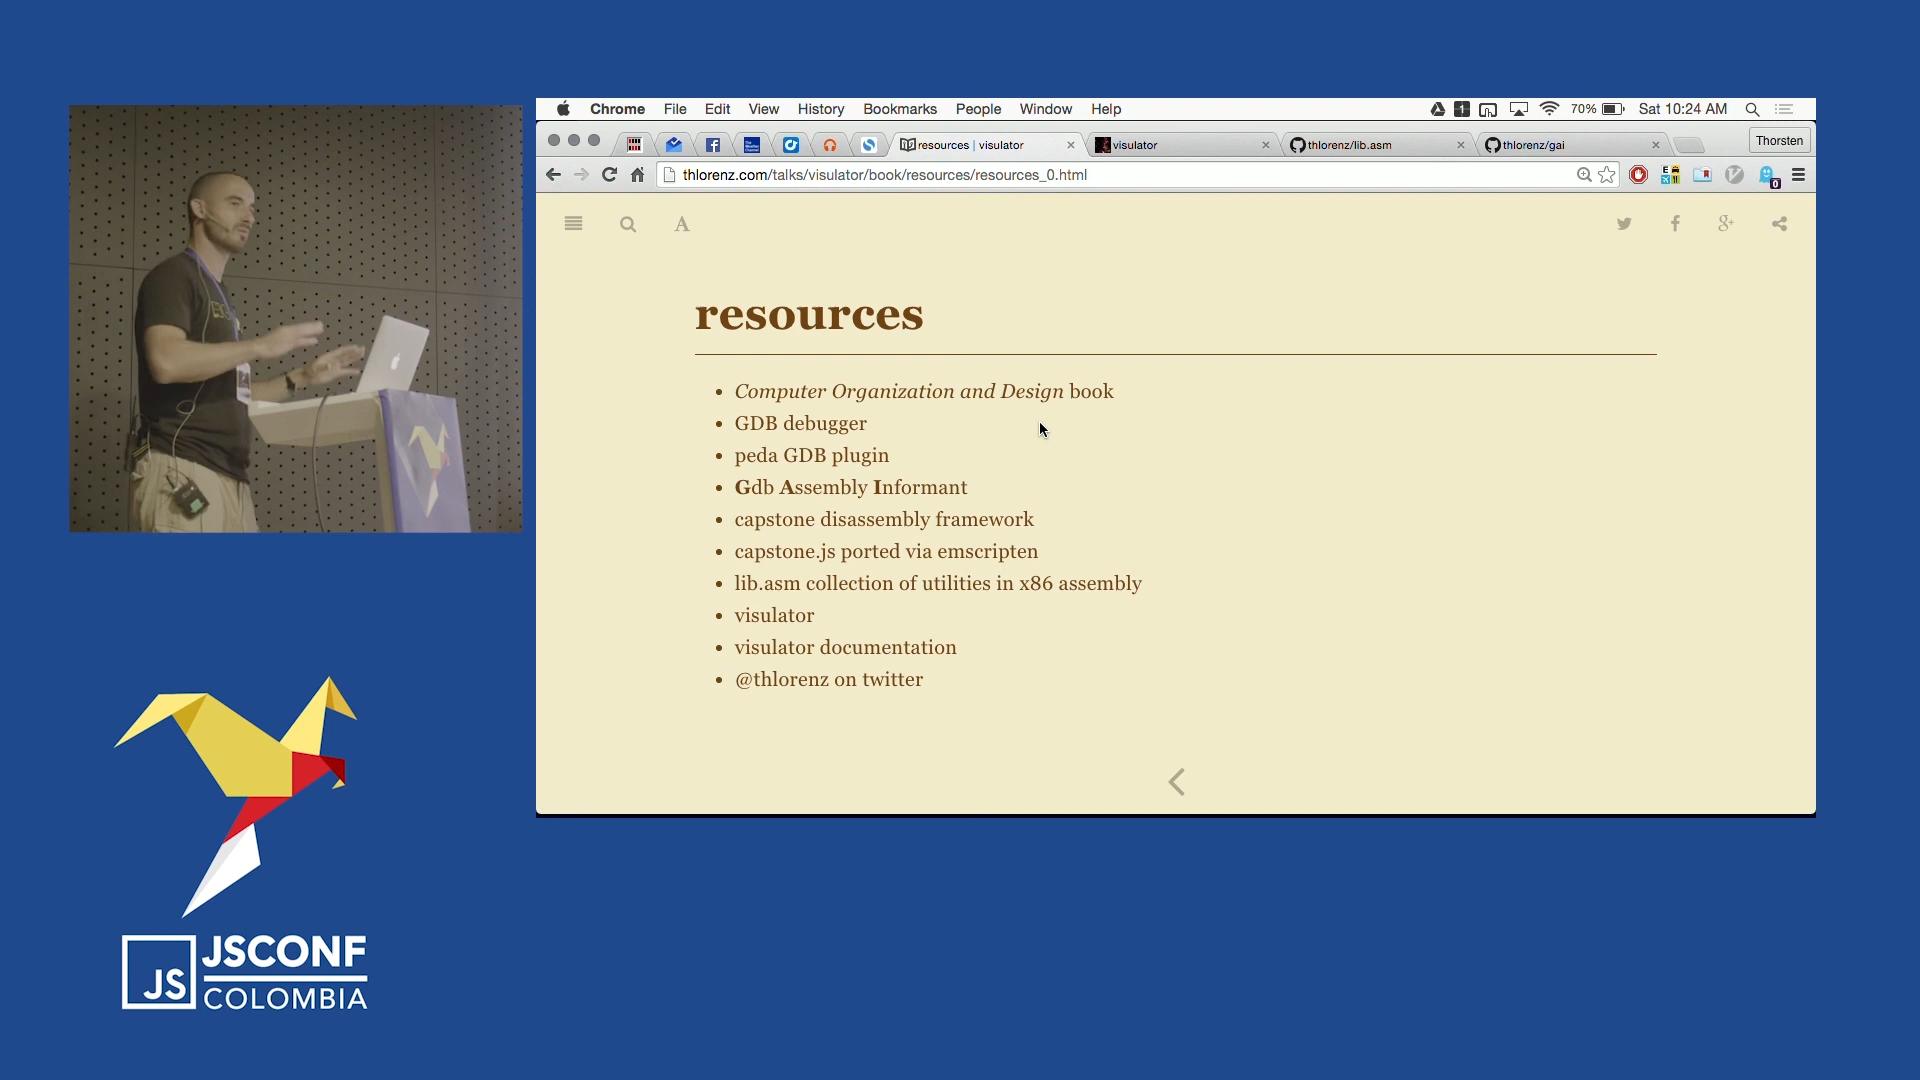 Chrome File Edit View History Bookmarks People Window Help 1 70% Sat 10:24 AM
resources | visulator visulator thlorenz/lib.asm thlorenz/gai Thorsten
thlorenz.com/talks/visulator/book/resources/resources_0.html
0
A
g+
resources
• Computer Organization and Design book
• GDB debugger
• peda GDB plugin
• Gdb Assembly Informant
• capstone disassembly framework
• capstone.js ported via emscripten
• lib.asm collection of utilities in x86 assembly
• visulator
• visulator documentation
• @thlorenz on twitter
JS JSCONF
COLOMBIA